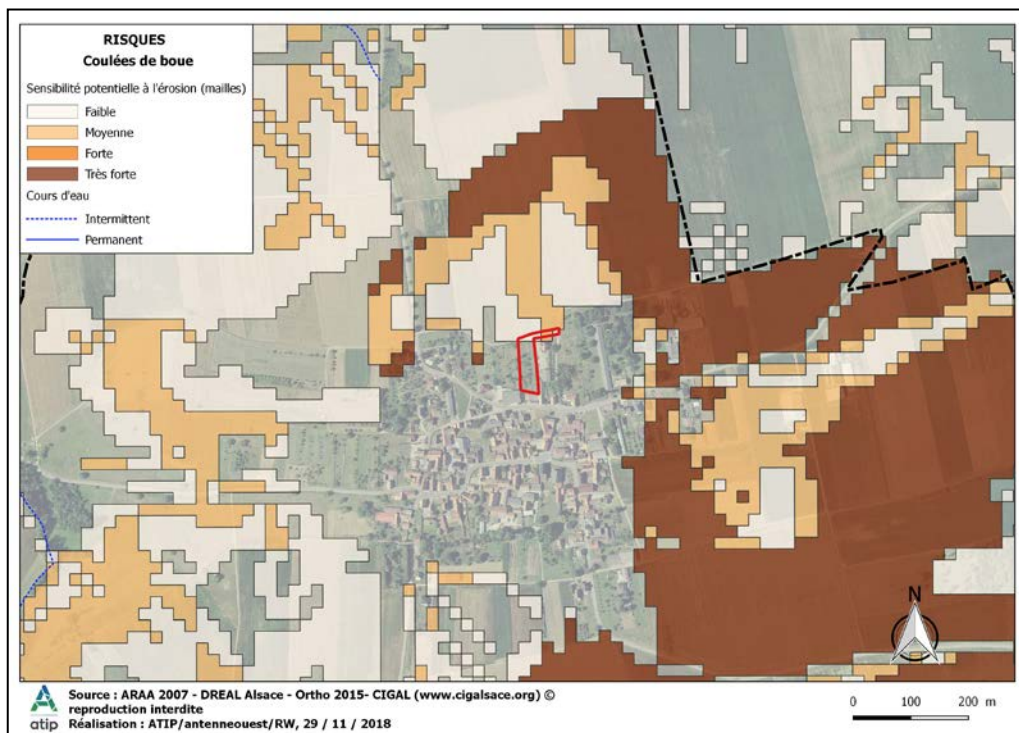 RISQUES
Coulées de boue
Sensibilité potentielle à l'érosion (mailles)
Faible
Moyenne
Forte
Très forte
Cours d'eau
Intermittent
Permanent
N
Source : ARAA 2007 - DREAL Alsace - Ortho 2015- CIGAL (www.cigalsace.org) ©
reproduction interdite
Réalisation : ATIP/antenneouest/RW, 29 / 11 / 2018
atip
0 100 200 m